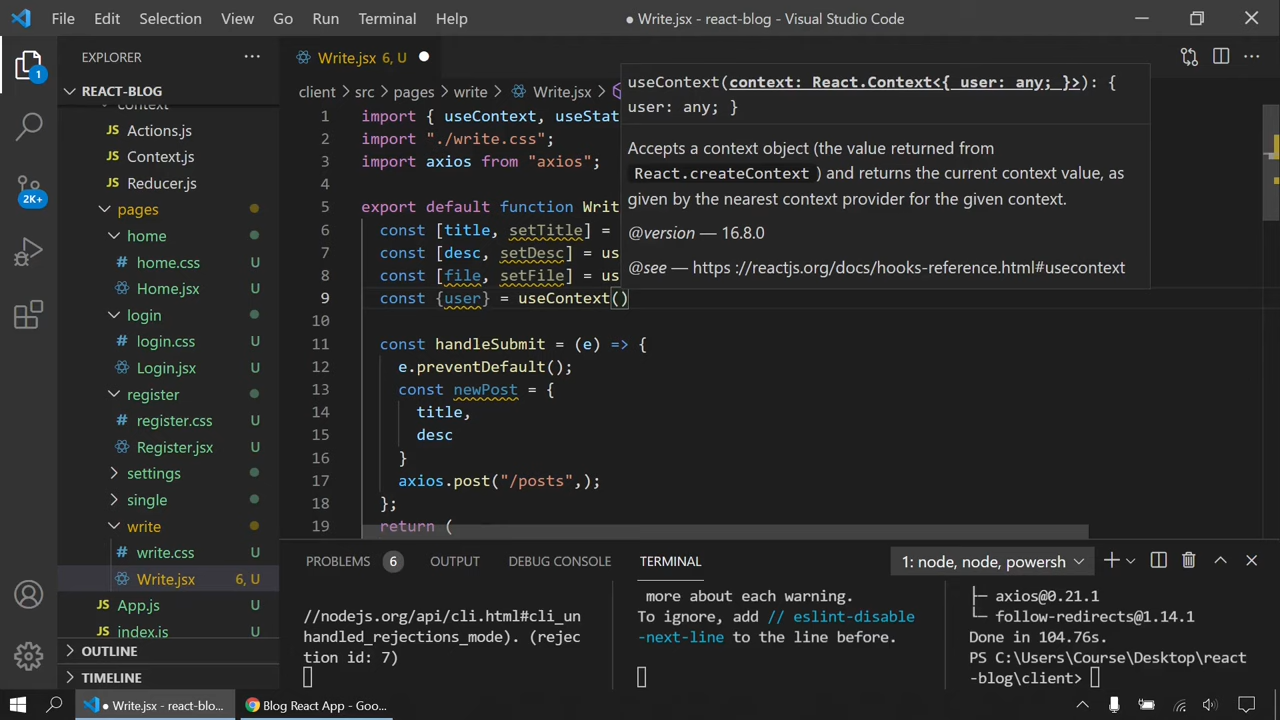 File Edit Selection View Go Run Terminal Help
● Write.jsx - react-blog - Visual Studio Code
EXPLORER
REACT-BLOG
context
Actions.js
Context.js
Reducer.js
pages
home
home.css U
Home.jsx U
login
login.css U
Login.jsx U
register
register.css U
Register.jsx U
settings
single
write
write.css U
Write.jsx 6, U
App.js U
index.js U
OUTLINE
TIMELINE
1
2K+
Write.jsx 6, U
client > src > pages > write > Write.jsx >
1 import { useContext, useStat
2 import "./write.css";
3 import axios from "axios";
4
5 export default function Writ
6 const [title, setTitle] =
7 const [desc, setDesc] = us
8 const [file, setFile] = us
9 const {user} = useContext()
10
11 const handleSubmit = (e) => {
12 e.preventDefault();
13 const newPost = {
14 title,
15 desc
16 }
17 axios.post("/posts",);
18 };
19 return (
useContext(context: React.Context<{ user: any; }>): {
user: any; }
Accepts a context object (the value returned from
React.createContext ) and returns the current context value, as
given by the nearest context provider for the given context.
@version — 16.8.0
@see — https ://reactjs.org/docs/hooks-reference.html#usecontext
PROBLEMS 6 OUTPUT DEBUG CONSOLE TERMINAL 1: node, node, powersh
//nodejs.org/api/cli.html#cli_un
handled_rejections_mode). (rejec
tion id: 7)
more about each warning.
To ignore, add // eslint-disable
-next-line to the line before.
├─ axios@0.21.1
└─ follow-redirects@1.14.1
Done in 104.76s.
PS C:\Users\Course\Desktop\react
-blog\client>
● Write.jsx - react-blo...
Blog React App - Goo...